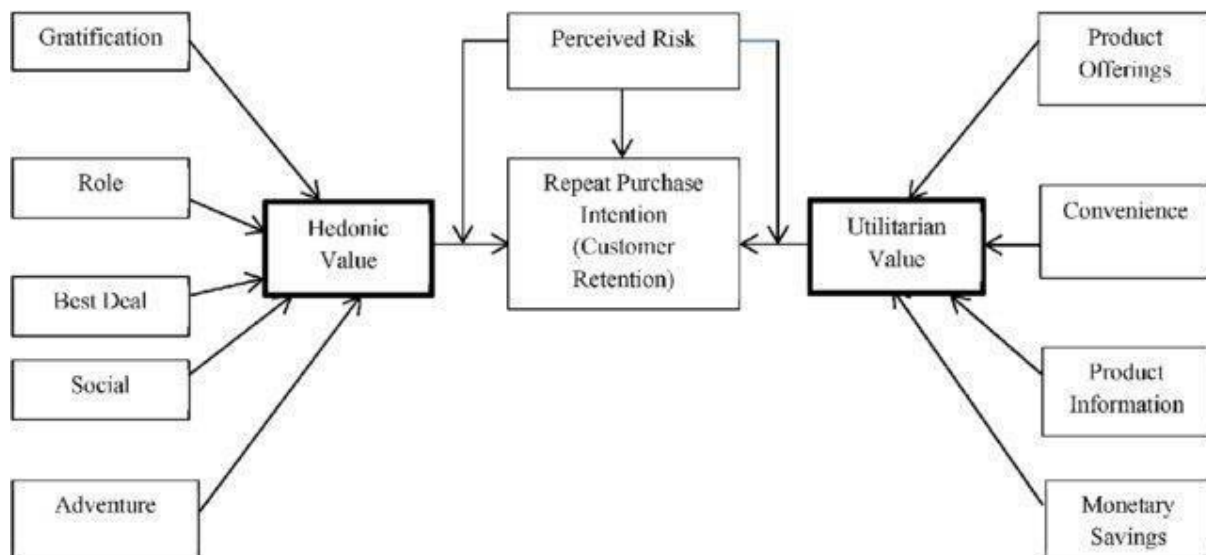 Gratification
Role
Best Deal
Social
Adventure
Hedonic
Value
Perceived Risk
Repeat Purchase
Intention
(Customer
Retention)
Utilitarian
Value
Product
Offerings
Convenience
Product
Information
Monetary
Savings